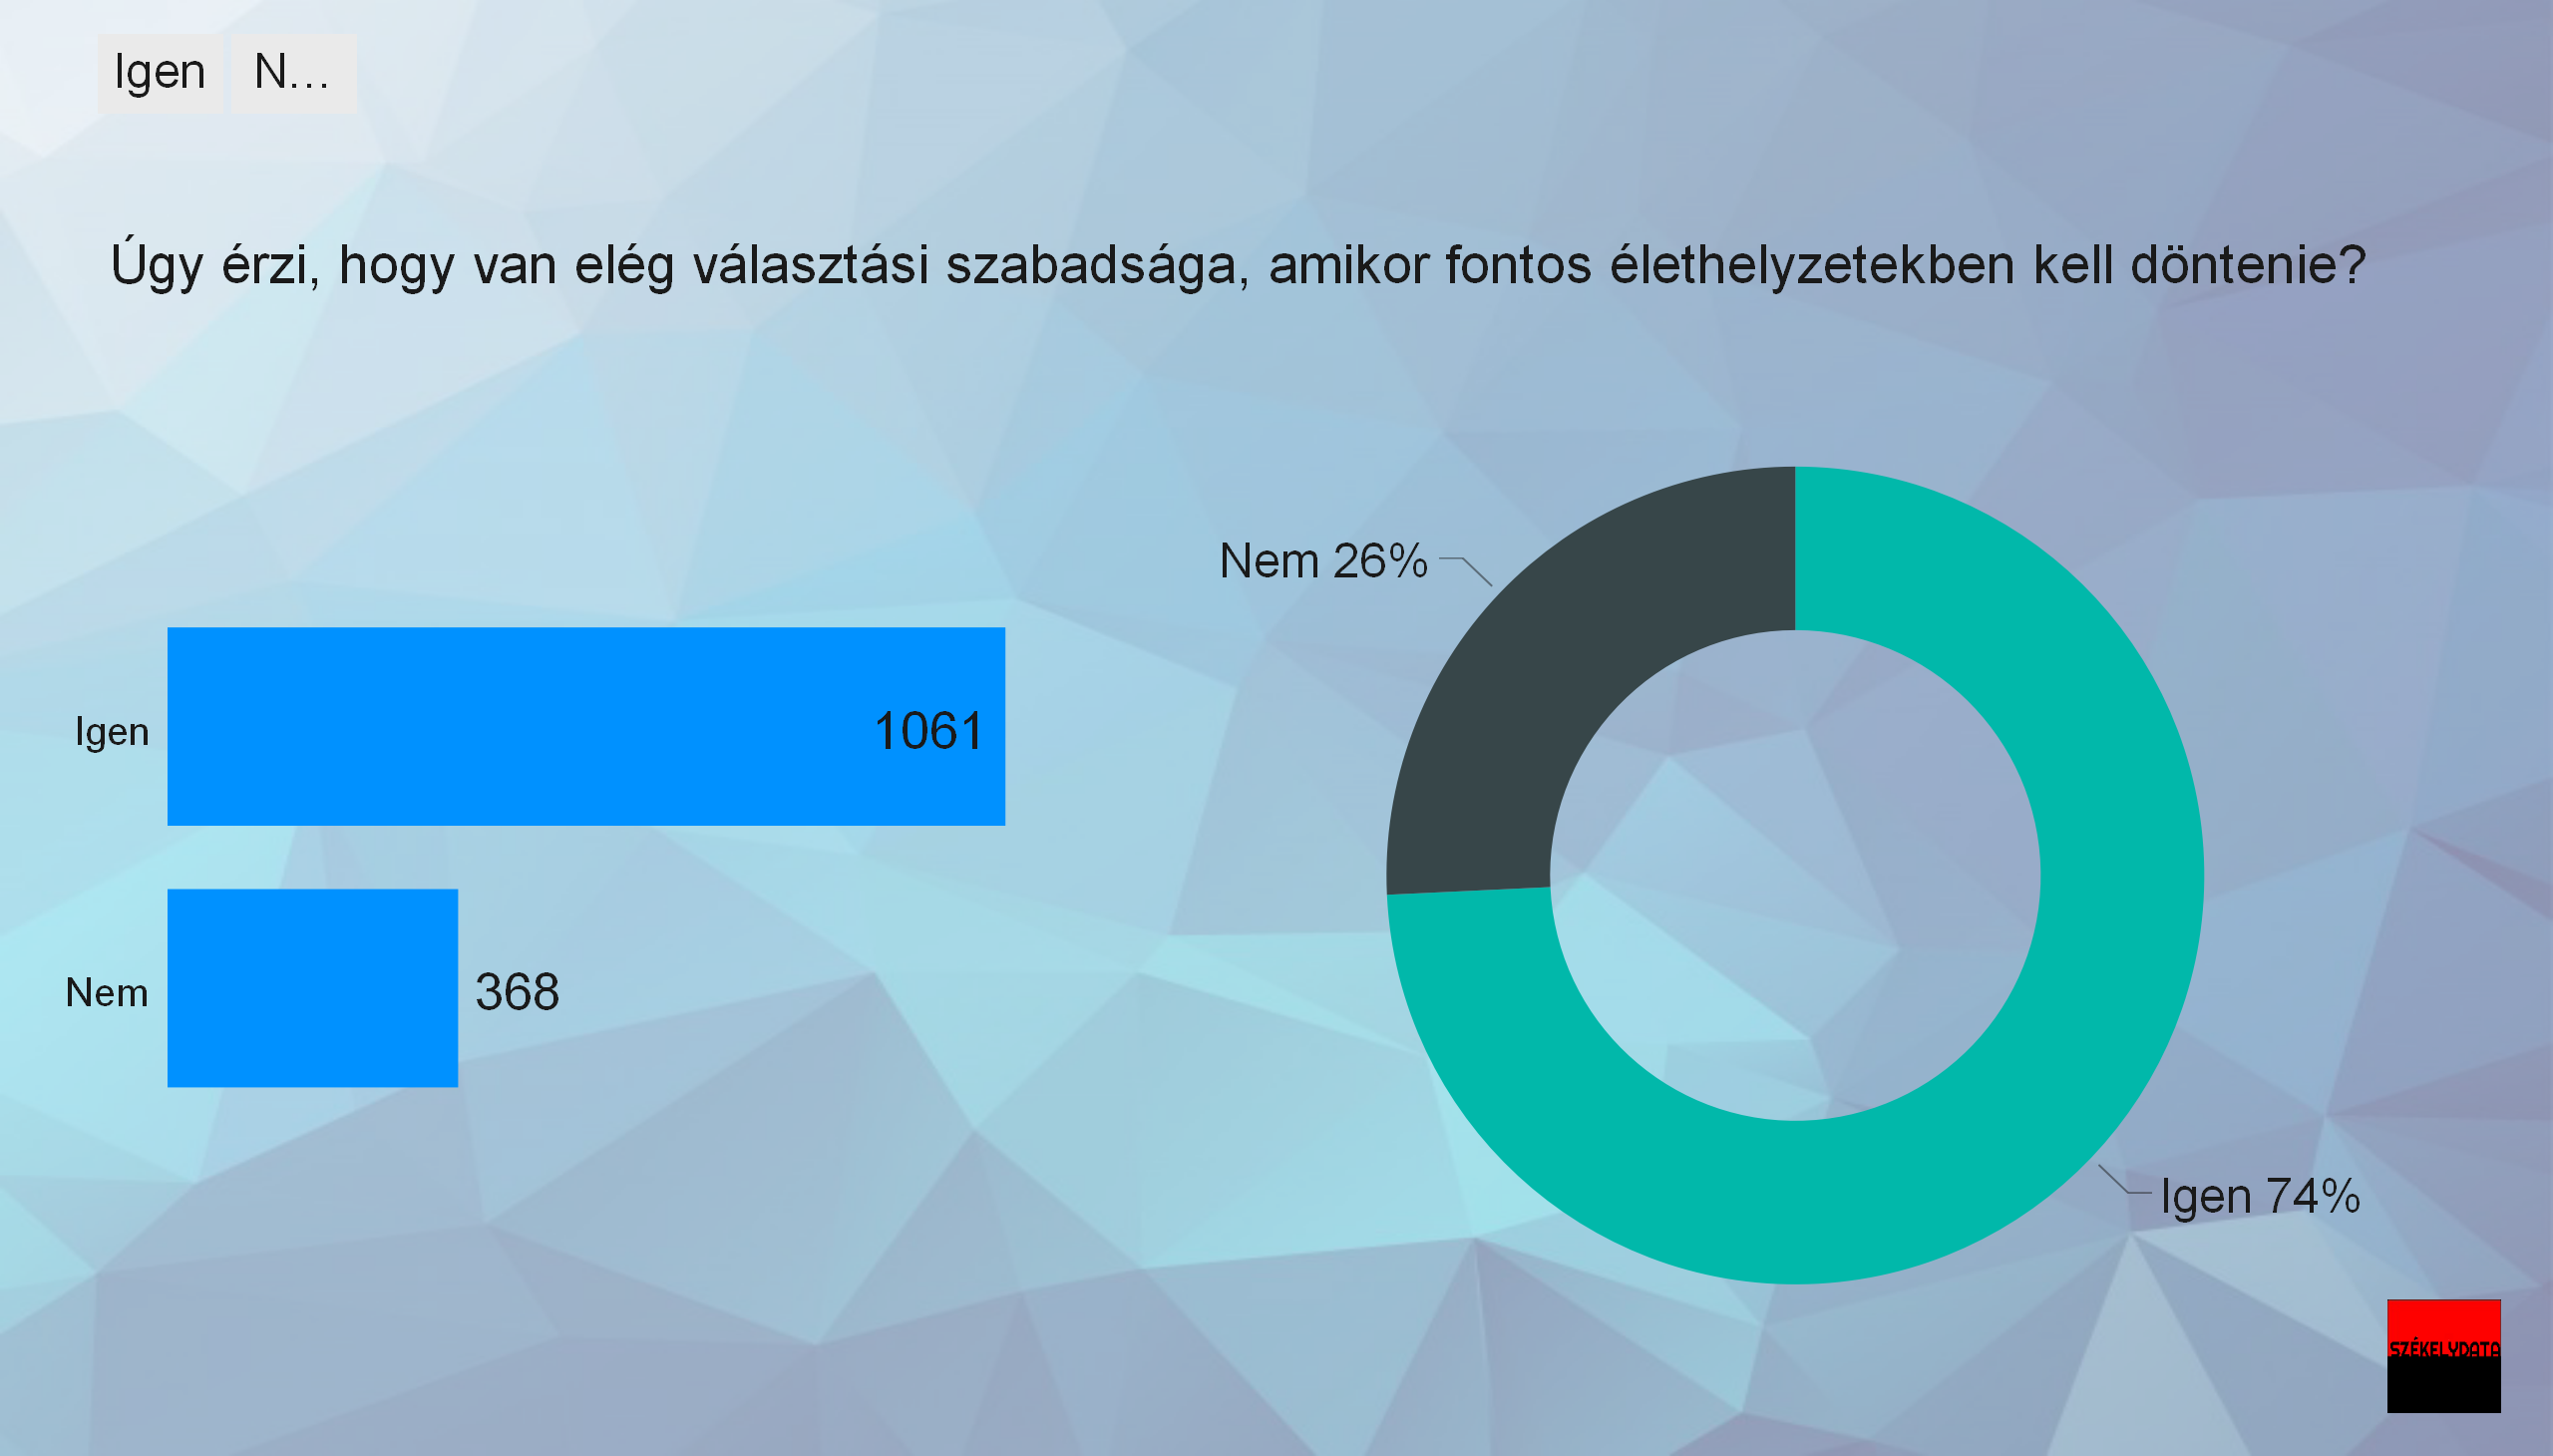 Igen N...
Úgy érzi, hogy van elég választási szabadsága, amikor fontos élethelyzetekben kell döntenie?
Nem 26%
Igen 1061
Nem 368
Igen 74%
SZÉKELYDATA